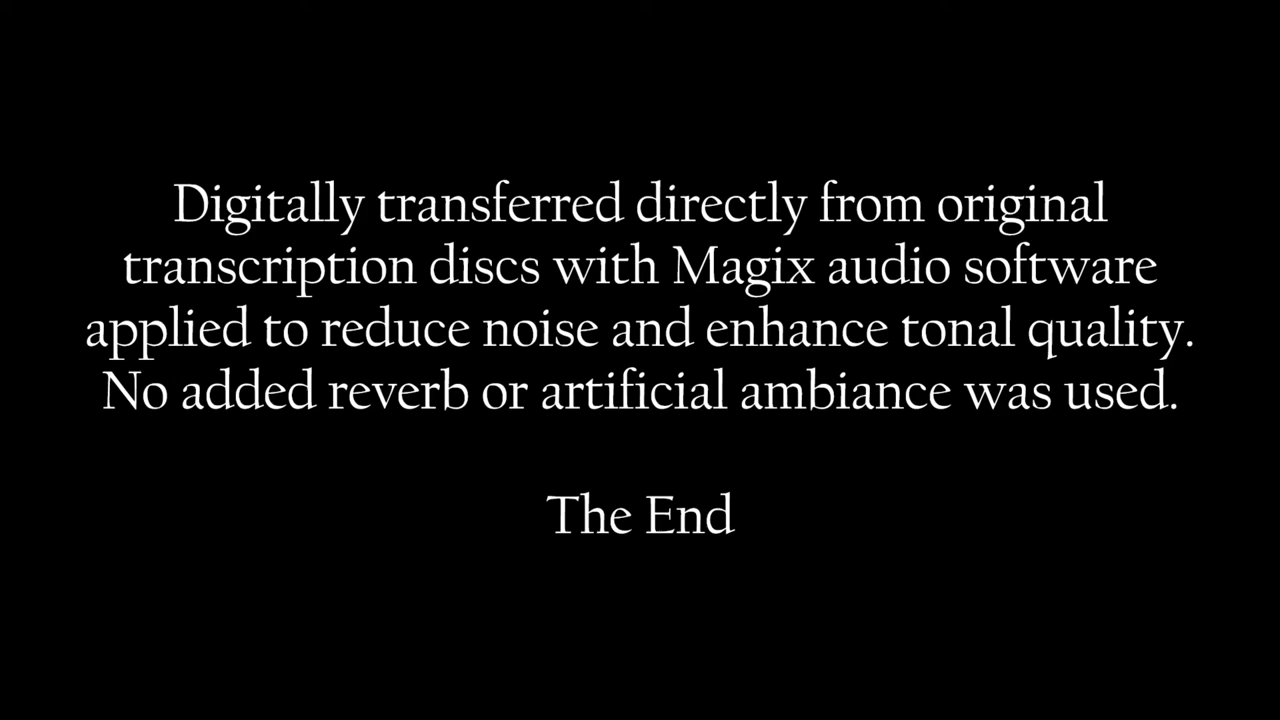 Digitally transferred directly from original
transcription discs with Magix audio software
applied to reduce noise and enhance tonal quality.
No added reverb or artificial ambiance was used.
The End